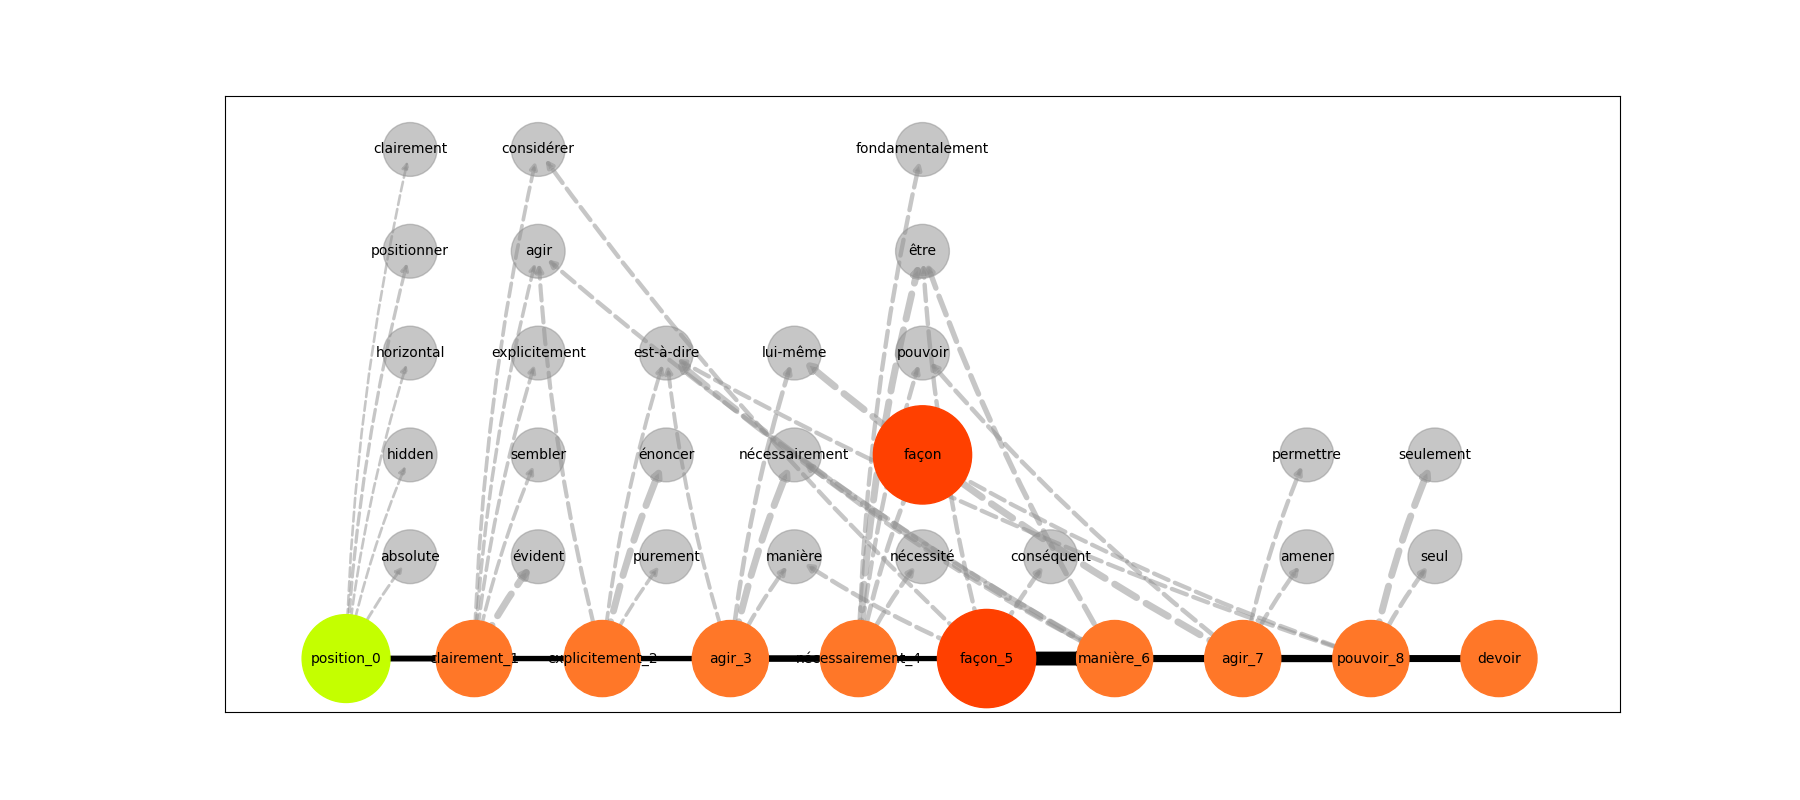 clairement considérer fondamentalement
positionner agir être
horizontal explicitement est-à-dire lui-même pouvoir
hidden sembler énoncer nécessairement façon permettre seulement
absolute évident purement manière nécessité conséquent amener seul
position_0 clairement_1 explicitement_2 agir_3 nécessairement_4 façon_5 manière_6 agir_7 pouvoir_8 devoir